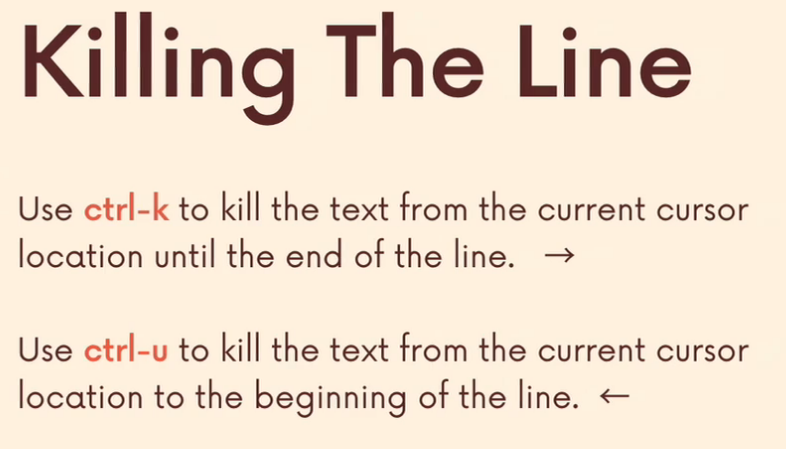 Killing The Line
Use ctrl-k to kill the text from the current cursor
location until the end of the line. →
Use ctrl-u to kill the text from the current cursor
location to the beginning of the line. ←